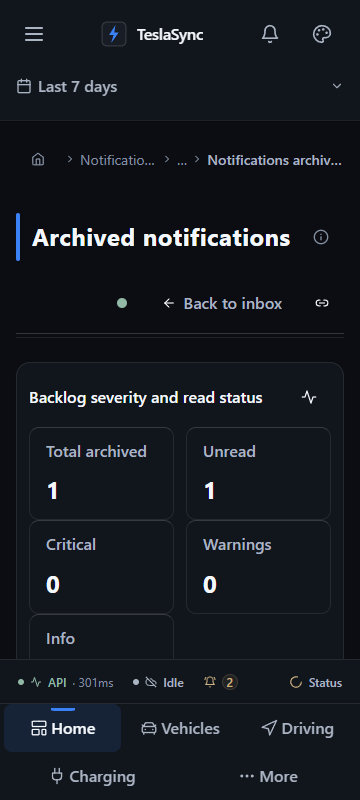 TeslaSync
Last 7 days
Notificatio... ... Notifications archiv...
Archived notifications
Back to inbox
Backlog severity and read status
Total archived
1
Unread
1
Critical
0
Warnings
0
Info
API · 301ms Idle 2 Status
Home Vehicles Driving
Charging More